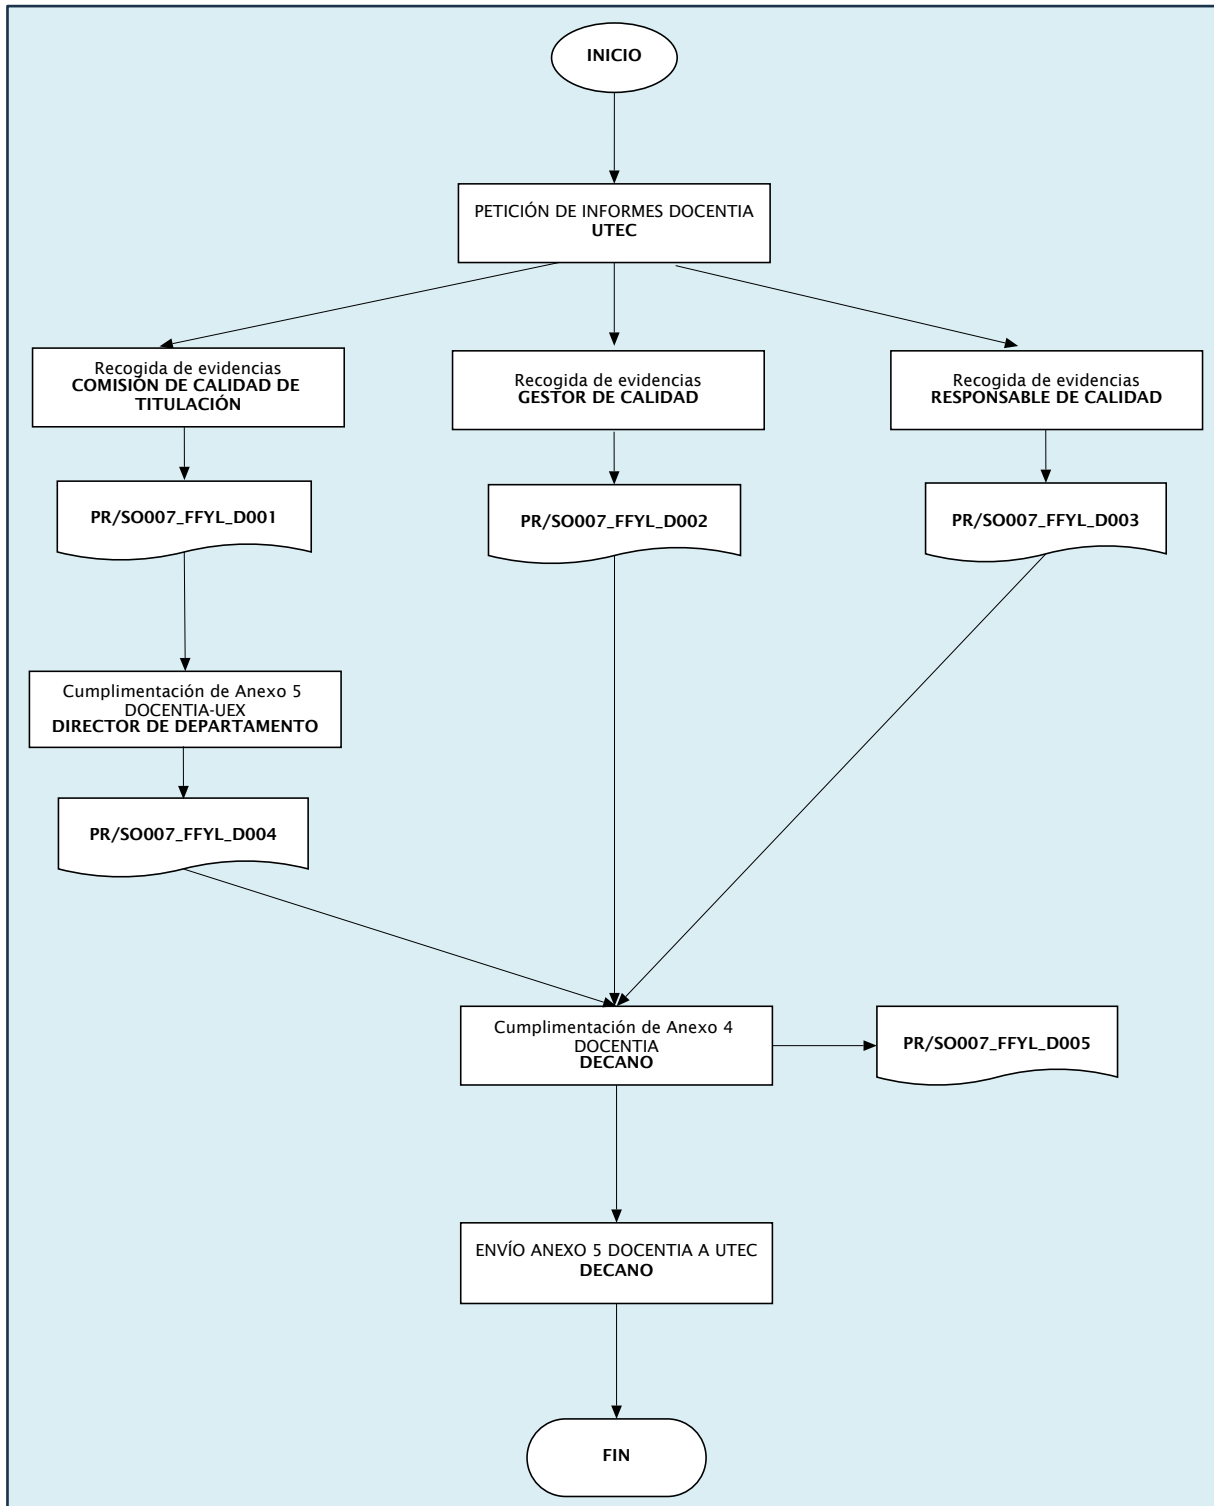 INICIO
PETICIÓN DE INFORMES DOCENTIA
UTEC
Recogida de evidencias
COMISIÓN DE CALIDAD DE
TITULACIÓN
Recogida de evidencias
GESTOR DE CALIDAD
Recogida de evidencias
RESPONSABLE DE CALIDAD
PR/SO007_FFYL_D001
PR/SO007_FFYL_D002
PR/SO007_FFYL_D003
Cumplimentación de Anexo 5
DOCENTIA-UEX
DIRECTOR DE DEPARTAMENTO
PR/SO007_FFYL_D004
Cumplimentación de Anexo 4
DOCENTIA
DECANO
PR/SO007_FFYL_D005
ENVÍO ANEXO 5 DOCENTIA A UTEC
DECANO
FIN